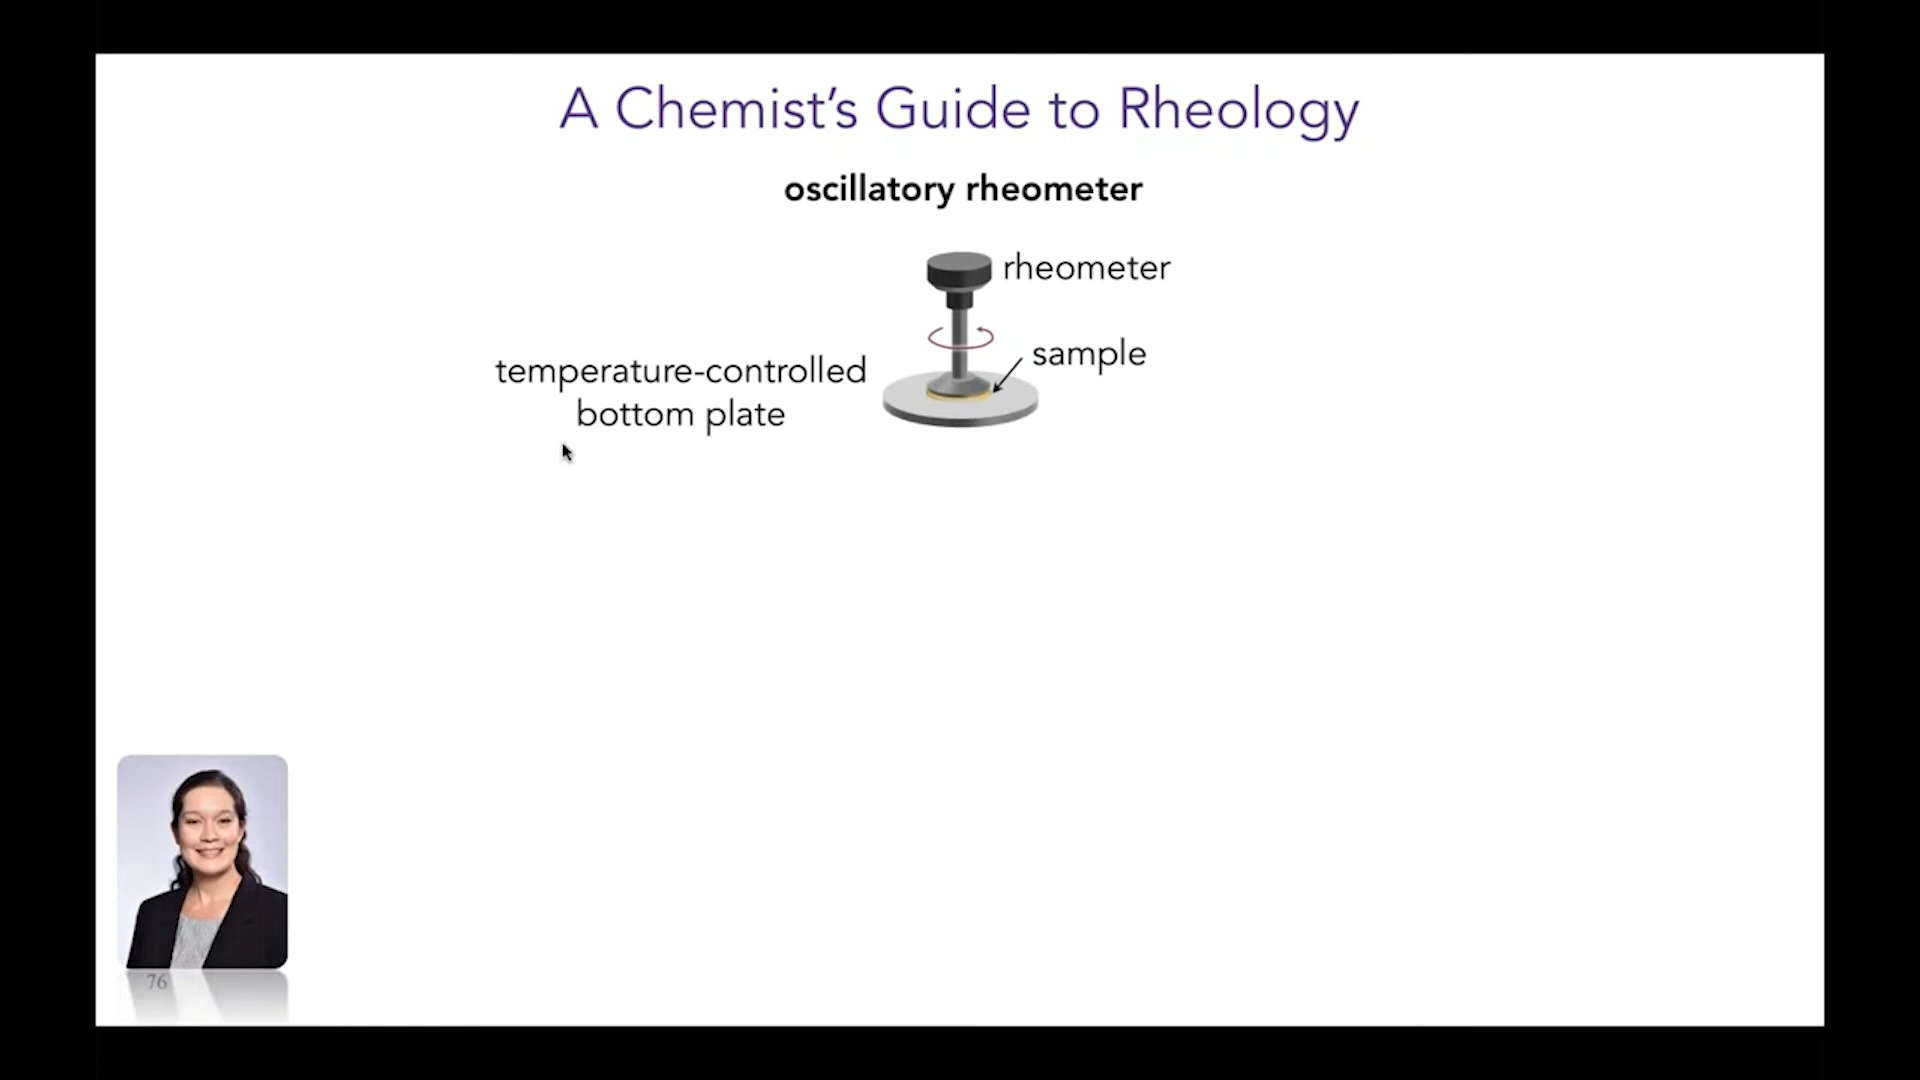 A Chemist's Guide to Rheology
oscillatory rheometer
rheometer
sample
temperature-controlled
bottom plate
76